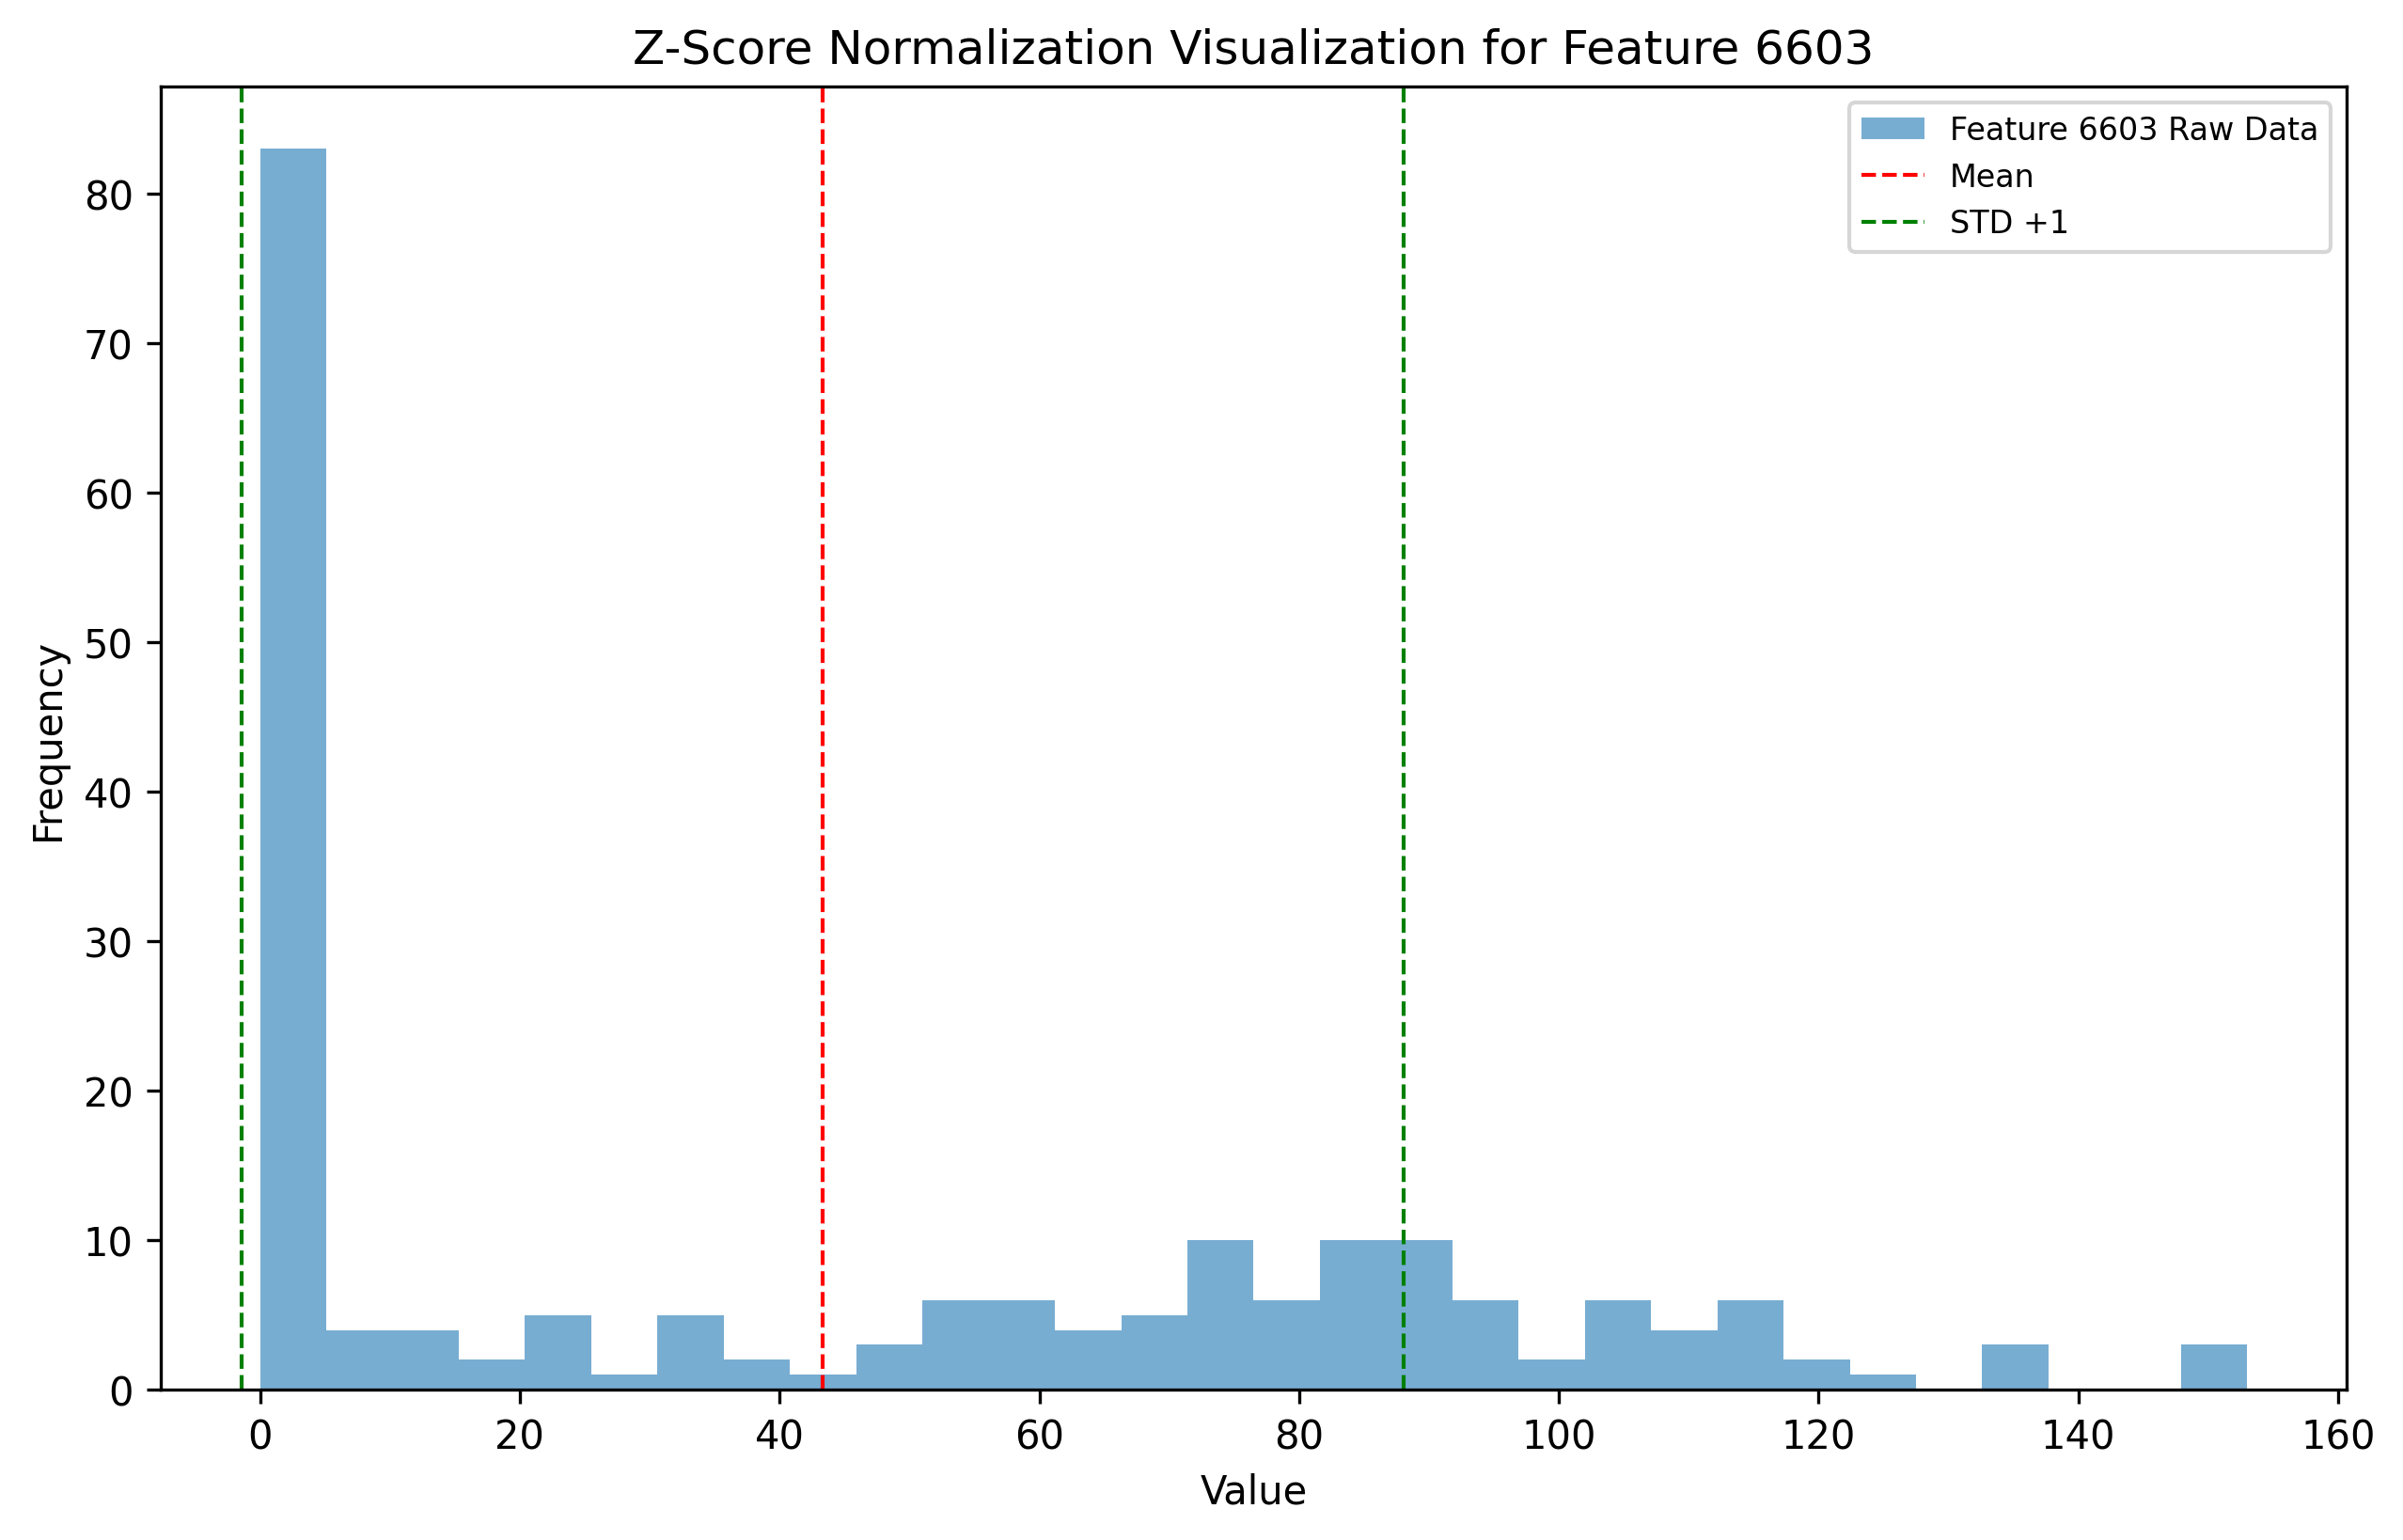 Z-Score Normalization Visualization for Feature 6603
Feature 6603 Raw Data
Mean
STD +1
80
70
60
50
40
30
20
10
0
Frequency
0 20 40 60 80 100 120 140 160
Value